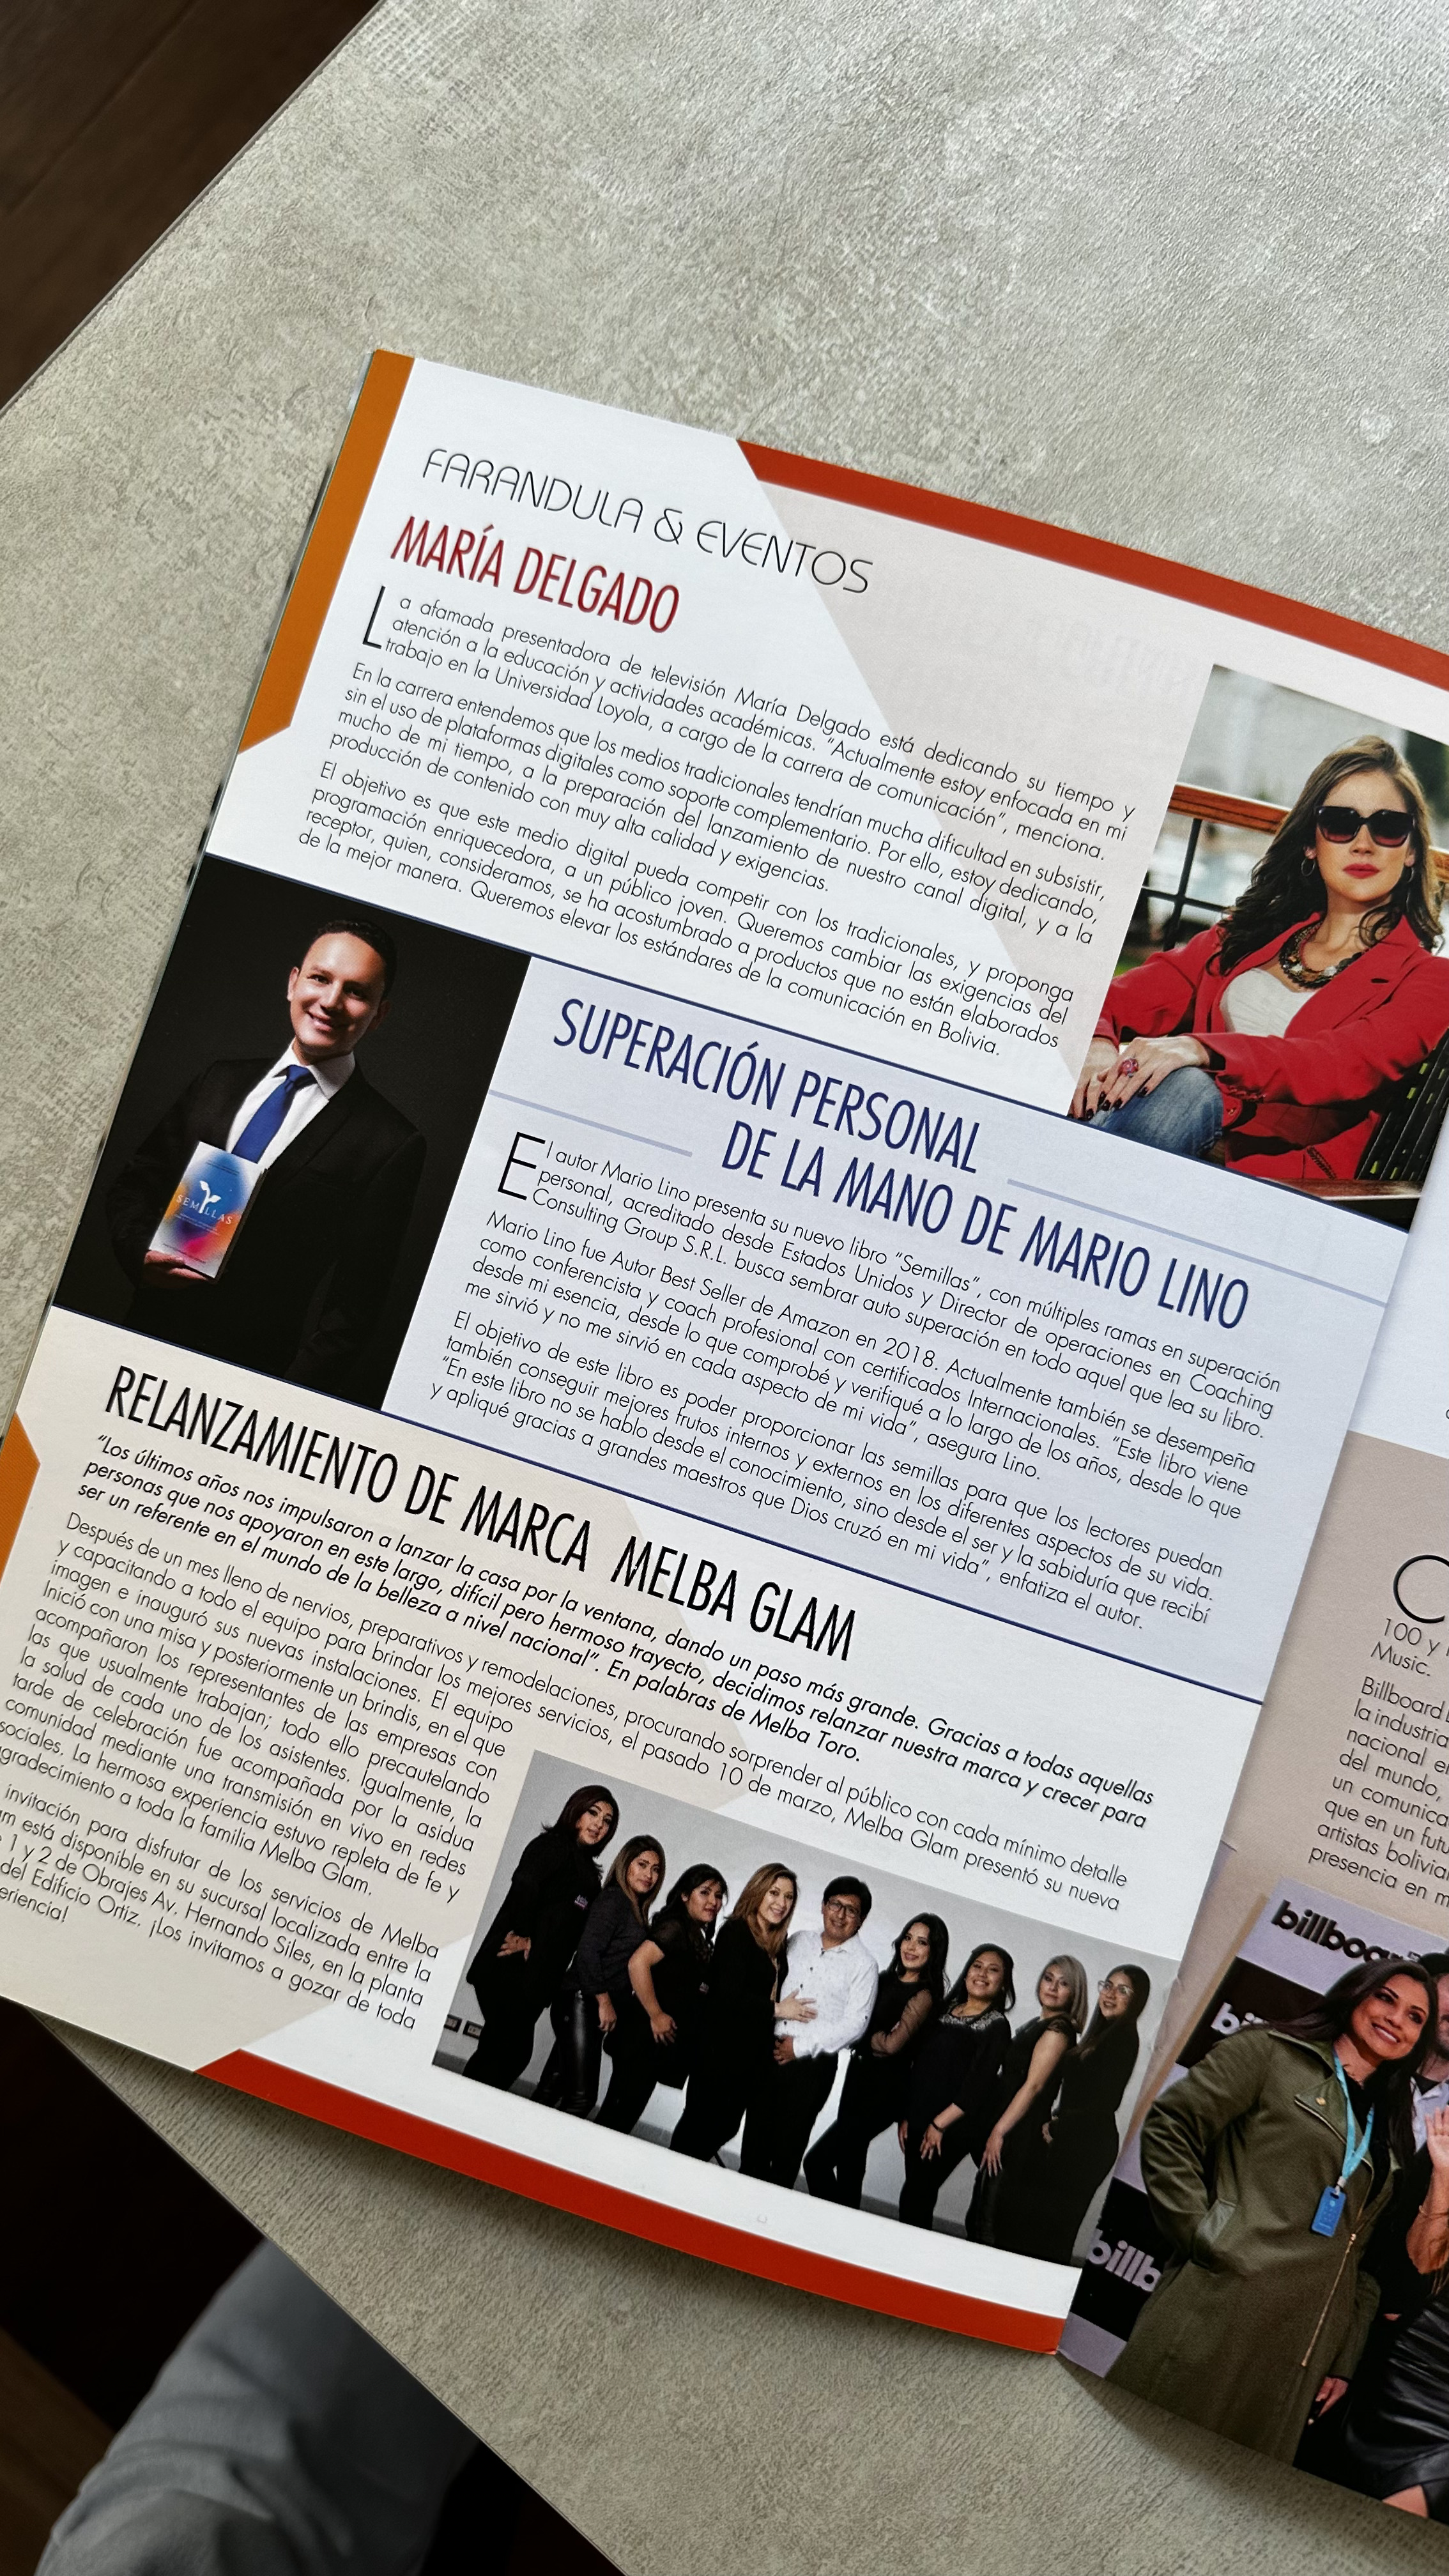 FARANDULA & EVENTOS
MARÍA DELGADO
La afamada presentadora de televisión María Delgado está dedicando su tiempo y
atención a la educación y actividades académicas. "Actualmente estoy enfocada en mi
trabajo en la Universidad Loyola, a cargo de la carrera de comunicación", menciona.
En la carrera entendemos que los medios tradicionales tendrían mucha dificultad en subsistir,
sin el uso de plataformas digitales como soporte complementario. Por ello, estoy dedicando,
mucho de mi tiempo, a la preparación del lanzamiento de nuestro canal digital, y a la
producción de contenido con muy alta calidad y exigencias.
El objetivo es que este medio digital pueda competir con los tradicionales, y proponga
programación enriquecedora, a un público joven. Queremos cambiar las exigencias del
receptor, quien, consideramos, se ha acostumbrado a productos que no están elaborados
de la mejor manera. Queremos elevar los estándares de la comunicación en Bolivia.
SEMILLAS
SUPERACIÓN PERSONAL
DE LA MANO DE MARIO LINO
El autor Mario Lino presenta su nuevo libro "Semillas", con múltiples ramas en superación
personal, acreditado desde Estados Unidos y Director de operaciones en Coaching
Consulting Group S.R.L. busca sembrar auto superación en todo aquel que lea su libro.
Mario Lino fue Autor Best Seller de Amazon en 2018. Actualmente también se desempeña
como conferencista y coach profesional con certificados Internacionales. "Este libro viene
desde mi esencia, desde lo que comprobé y verifiqué a lo largo de los años, desde lo que
me sirvió y no me sirvió en cada aspecto de mi vida", asegura Lino.
El objetivo de este libro es poder proporcionar las semillas para que los lectores puedan
también conseguir mejores frutos internos y externos en los diferentes aspectos de su vida.
"En este libro no se hablo desde el conocimiento, sino desde el ser y la sabiduría que recibí
y apliqué gracias a grandes maestros que Dios cruzó en mi vida", enfatiza el autor.
RELANZAMIENTO DE MARCA MELBA GLAM
"Los últimos años nos impulsaron a lanzar la casa por la ventana, dando un paso más grande. Gracias a todas aquellas
personas que nos apoyaron en este largo, difícil pero hermoso trayecto, decidimos relanzar nuestra marca y crecer para
ser un referente en el mundo de la belleza a nivel nacional". En palabras de Melba Toro.
Después de un mes lleno de nervios, preparativos y remodelaciones, procurando sorprender al público con cada mínimo detalle
y capacitando a todo el equipo para brindar los mejores servicios, el pasado 10 de marzo, Melba Glam presentó su nueva
imagen e inauguró sus nuevas instalaciones. El equipo
Inició con una misa y posteriormente un brindis, en el que
acompañaron los representantes de las empresas con
las que usualmente trabajan; todo ello precautelando
la salud de cada uno de los asistentes. Igualmente, la
tarde de celebración fue acompañada por la asidua
comunidad mediante una transmisión en vivo en redes
sociales. La hermosa experiencia estuvo repleta de fe y
gradecimiento a toda la familia Melba Glam.
invitación para disfrutar de los servicios de Melba
am está disponible en su sucursal localizada entre la
1 y 2 de Obrajes Av. Hernando Siles, en la planta
del Edificio Ortiz. ¡Los invitamos a gozar de toda
eriencia!
100 y
Music.
Billboard
la industria
nacional e
del mundo,
un comunica
que en un futu
artistas bolivia
presencia en m
billboa
bi
billb